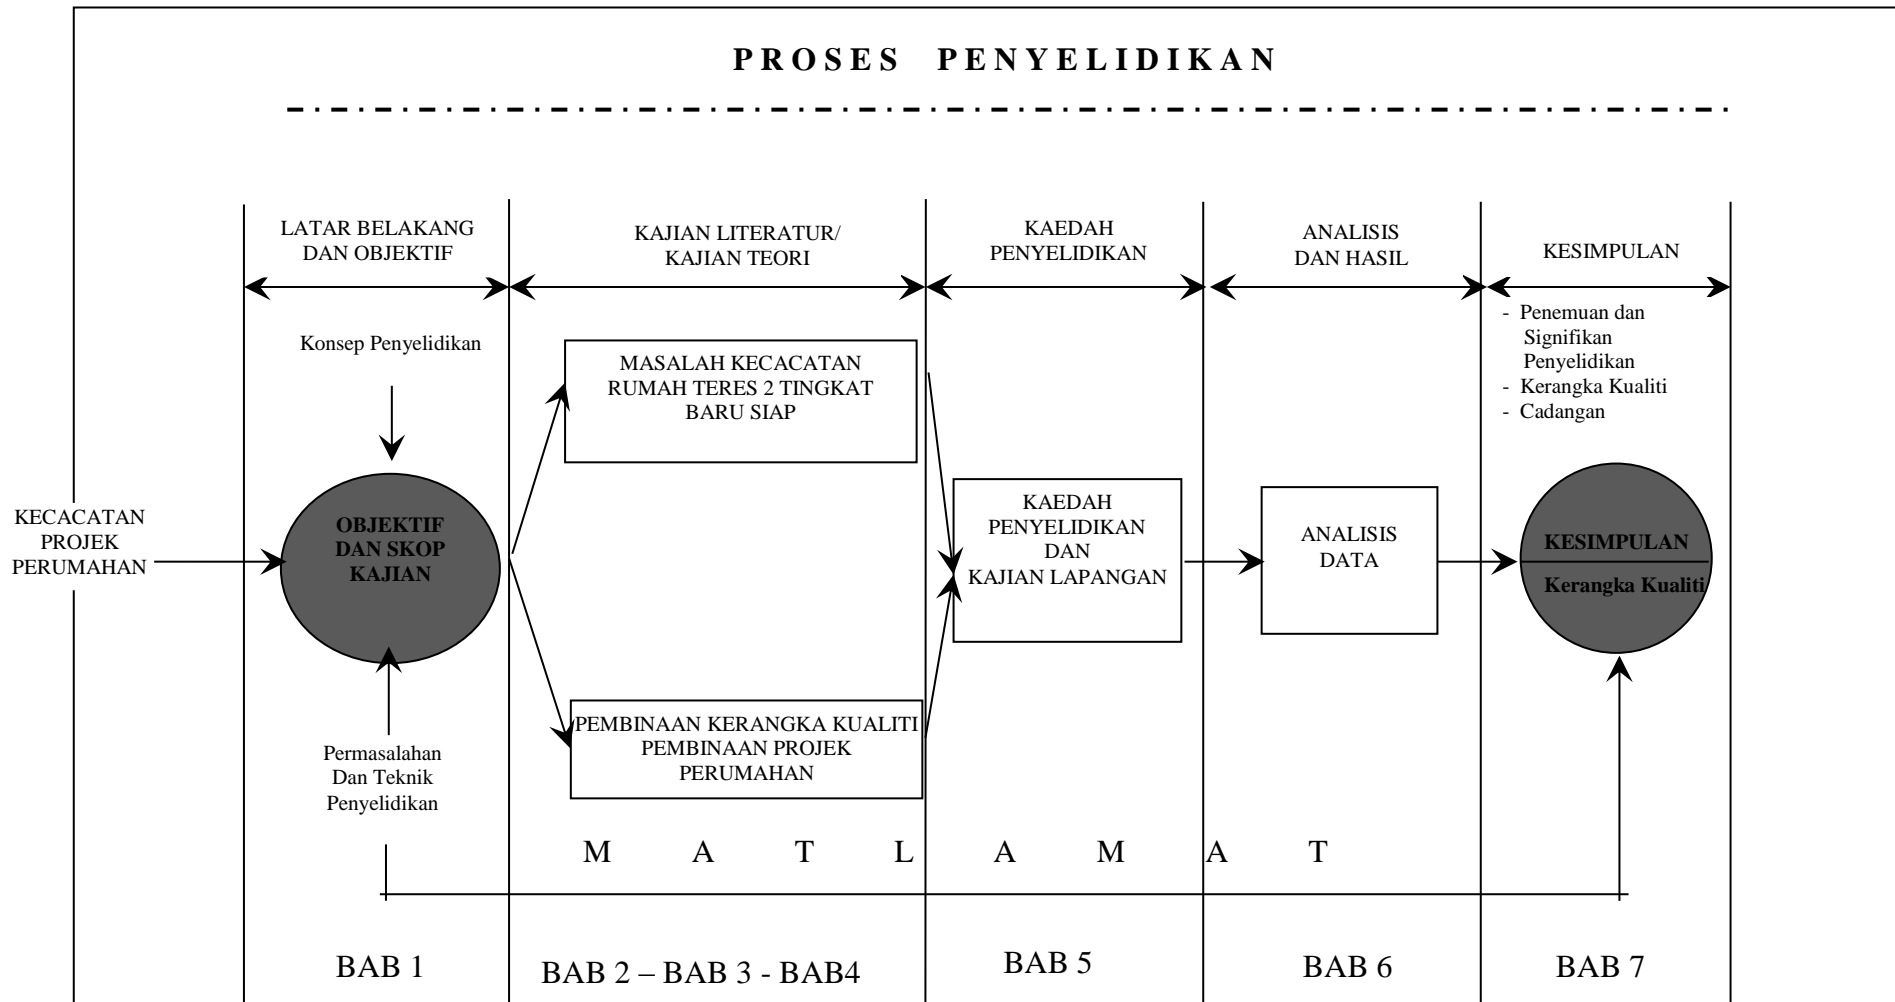 PROSES PENYELIDIKAN
LATAR BELAKANG
DAN OBJEKTIF
KAJIAN LITERATUR/
KAJIAN TEORI
KAEDAH
PENYELIDIKAN
ANALISIS
DAN HASIL
KESIMPULAN
Konsep Penyelidikan
- Penemuan dan
Signifikan
Penyelidikan
- Kerangka Kualiti
- Cadangan
MASALAH KECACATAN
RUMAH TERES 2 TINGKAT
BARU SIAP
KECACATAN
PROJEK
PERUMAHAN
OBJEKTIF
DAN SKOP
KAJIAN
KAEDAH
PENYELIDIKAN
DAN
KAJIAN LAPANGAN
ANALISIS
DATA
KESIMPULAN
Kerangka Kualiti
PEMBINAAN KERANGKA KUALITI
PEMBINAAN PROJEK
PERUMAHAN
Permasalahan
Dan Teknik
Penyelidikan
M A T L A M A T
BAB 1
BAB 2 – BAB 3 - BAB4
BAB 5
BAB 6
BAB 7